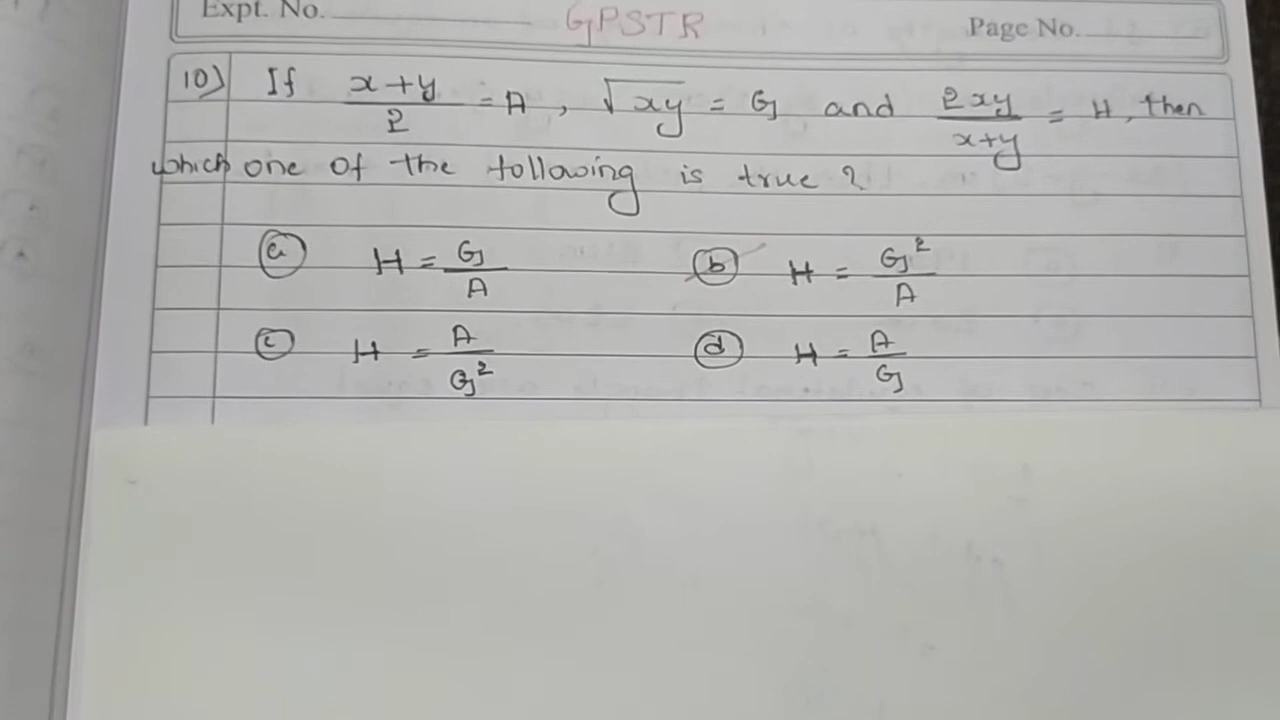 Expt. No. GPSTR Page No.
10) If x+y/2 = A, √xy = G and 2xy/x+y = H, then
which one of the following is true ?
(a) H = G/A (b) H = G²/A
(c) H = A/G² (d) H = A/G